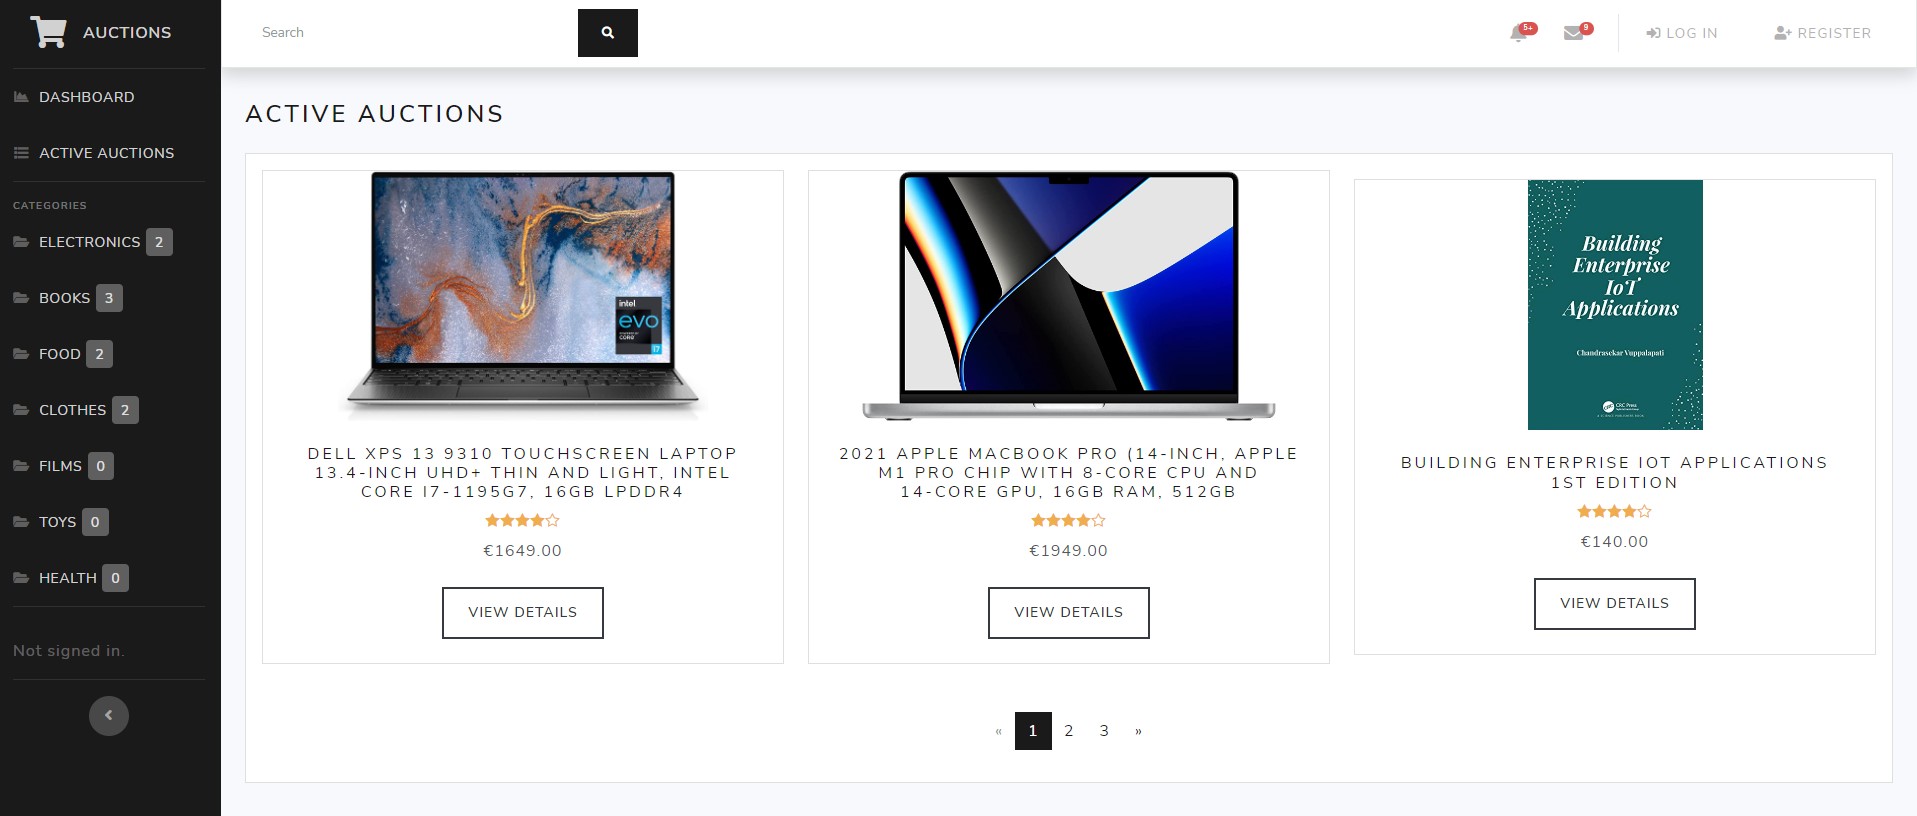 AUCTIONS
Search
5+
9
LOG IN
REGISTER
DASHBOARD
ACTIVE AUCTIONS
CATEGORIES
ELECTRONICS 2
BOOKS 3
FOOD 2
CLOTHES 2
FILMS 0
TOYS 0
HEALTH 0
Not signed in.
ACTIVE AUCTIONS
intel
evo
CORE
i7
DELL XPS 13 9310 TOUCHSCREEN LAPTOP
13.4-INCH UHD+ THIN AND LIGHT, INTEL
CORE I7-1195G7, 16GB LPDDR4
€1649.00
VIEW DETAILS
2021 APPLE MACBOOK PRO (14-INCH, APPLE
M1 PRO CHIP WITH 8-CORE CPU AND
14-CORE GPU, 16GB RAM, 512GB
€1949.00
VIEW DETAILS
Building
Enterprise
IoT
Applications
Chandrasekar Vuppalapati
CRC Press
BUILDING ENTERPRISE IOT APPLICATIONS
1ST EDITION
€140.00
VIEW DETAILS
« 1 2 3 »